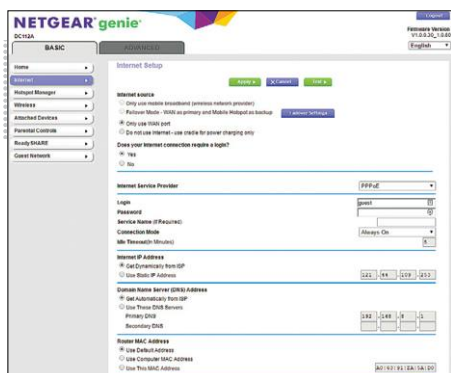 NETGEAR® genie®
Logout
DC112A
Firmware Version
V1.0.0.30_1.0.60
BASIC
ADVANCED
English
Home
Internet
Hotspot Manager
Wireless
Attached Devices
Parental Controls
ReadySHARE
Guest Network
Internet Setup
Apply
X Cancel
Test
Internet source
Only use mobile broadband (wireless network provider)
Failover Mode - WAN as primary and Mobile Hotspot as backup
Failover Settings
Only use WAN port
Do not use Internet - use cradle for power charging only
Does your Internet connection require a login?
Yes
No
Internet Service Provider
PPPoE
Login
guest
Password
Service Name (If Required)
Connection Mode
Always On
Idle Timeout(In Minutes)
5
Internet IP Address
Get Dynamically from ISP
Use Static IP Address
Domain Name Server (DNS) Address
Get Automatically from ISP
Use These DNS Servers
Primary DNS
192 . 168 . 8 . 1
Secondary DNS
Router MAC Address
Use Default Address
Use Computer MAC Address
Use This MAC Address